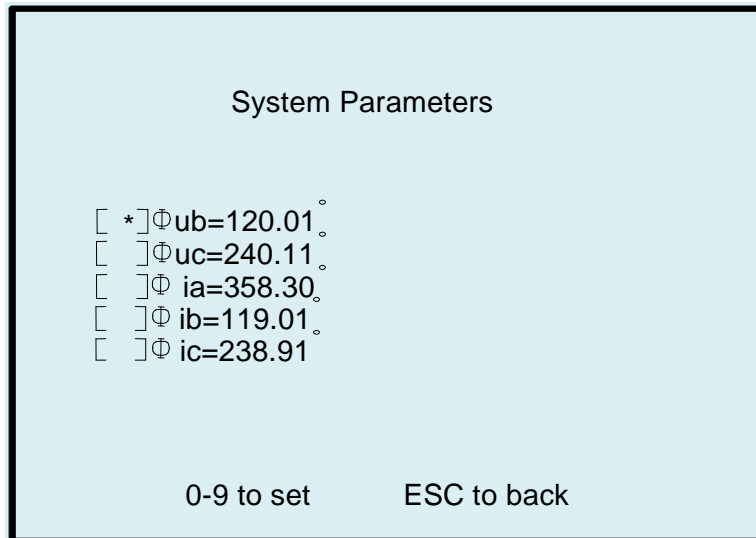 System Parameters
[ *]Φub=120.01°
[ ]Φuc=240.11°
[ ]Φ ia=358.30°
[ ]Φ ib=119.01°
[ ]Φ ic=238.91°
0-9 to set ESC to back